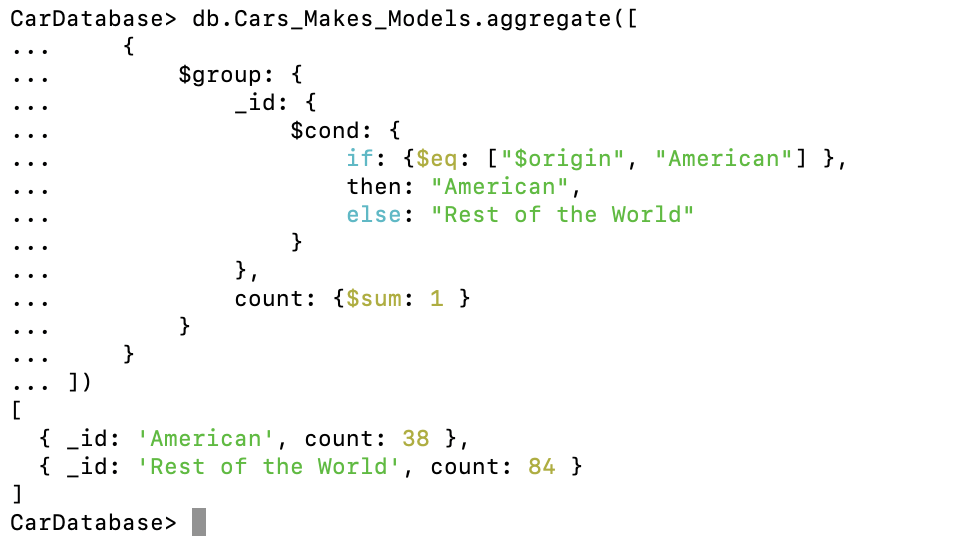 CarDatabase> db.Cars_Makes_Models.aggregate([
...     {
...         $group: {
...             _id: {
...                 $cond: {
...                     if: {$eq: ["$origin", "American"] },
...                     then: "American",
...                     else: "Rest of the World"
...                 }
...             },
...             count: {$sum: 1 }
...         }
...     }
... ])
[
  { _id: 'American', count: 38 },
  { _id: 'Rest of the World', count: 84 }
]
CarDatabase>